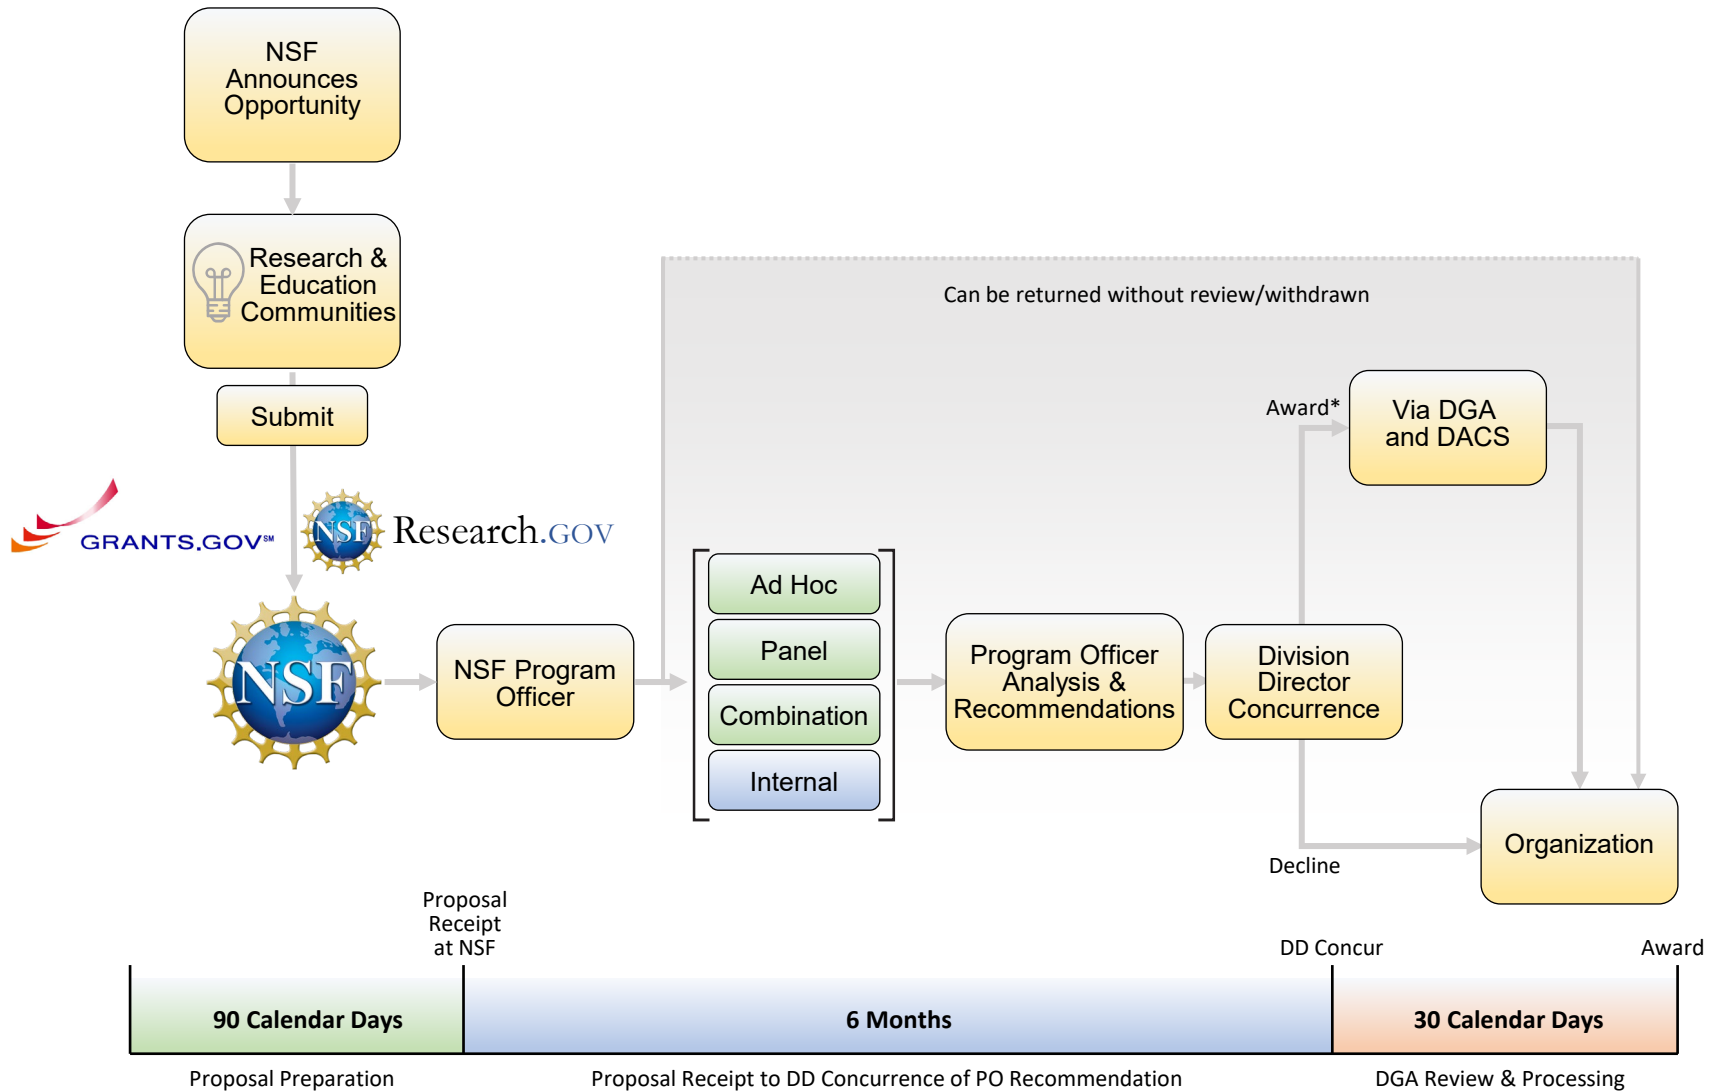 NSF
Announces
Opportunity
Research &
Education
Communities
Submit
GRANTS.GOV℠
NSF
Research.GOV
NSF
NSF Program
Officer
Can be returned without review/withdrawn
Ad Hoc
Panel
Combination
Internal
Program Officer
Analysis &
Recommendations
Division
Director
Concurrence
Award*
Via DGA
and DACS
Decline
Organization
Proposal
Receipt
at NSF
DD Concur
Award
90 Calendar Days
6 Months
30 Calendar Days
Proposal Preparation
Proposal Receipt to DD Concurrence of PO Recommendation
DGA Review & Processing